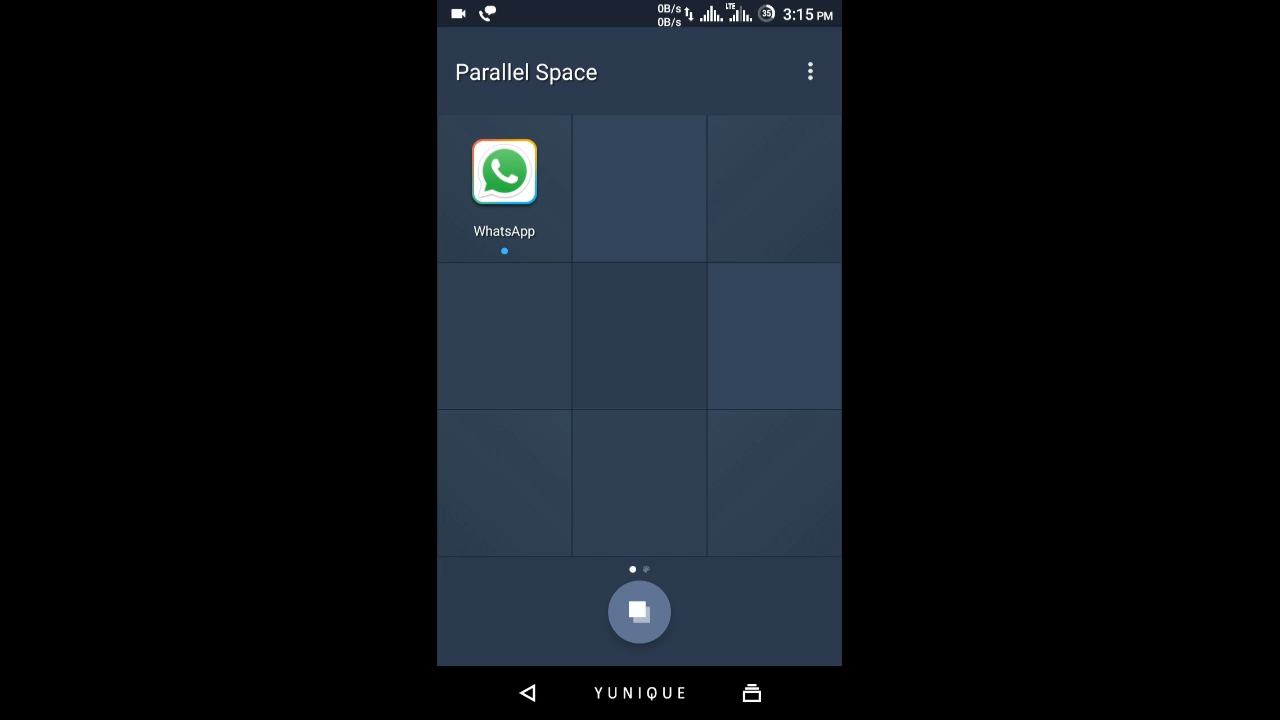 0B/s
0B/s
LTE
35
3:15 PM
Parallel Space
WhatsApp
YUNIQUE